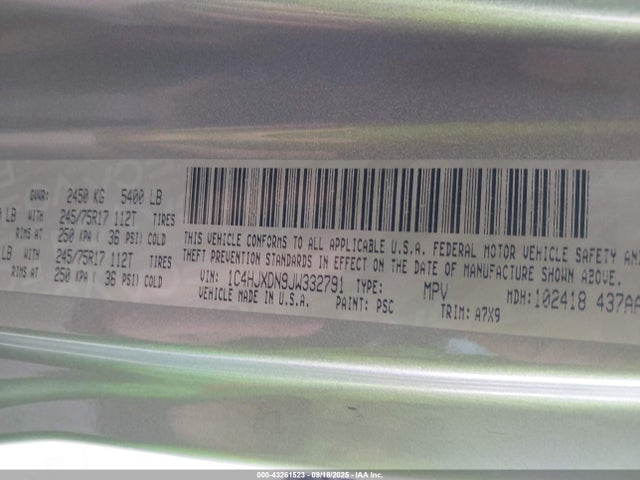 GVWR: 2450 KG 5400 LB
LB WITH 245/75R17 112T TIRES
RIMS AT 250 KPA ( 36 PSI) COLD
LB WITH 245/75R17 112T TIRES
RIMS AT 250 KPA ( 36 PSI) COLD
THIS VEHICLE CONFORMS TO ALL APPLICABLE U.S.A. FEDERAL MOTOR VEHICLE SAFETY AN
THEFT PREVENTION STANDARDS IN EFFECT ON THE DATE OF MANUFACTURE SHOWN ABOVE.
VIN: 1C4HJXDN9JW332791 TYPE: MPV MDH: 102418 437AA
VEHICLE MADE IN U.S.A. PAINT: PSC TRIM: A7X9
000-43261523 - 09/18/2025 - IAA Inc.